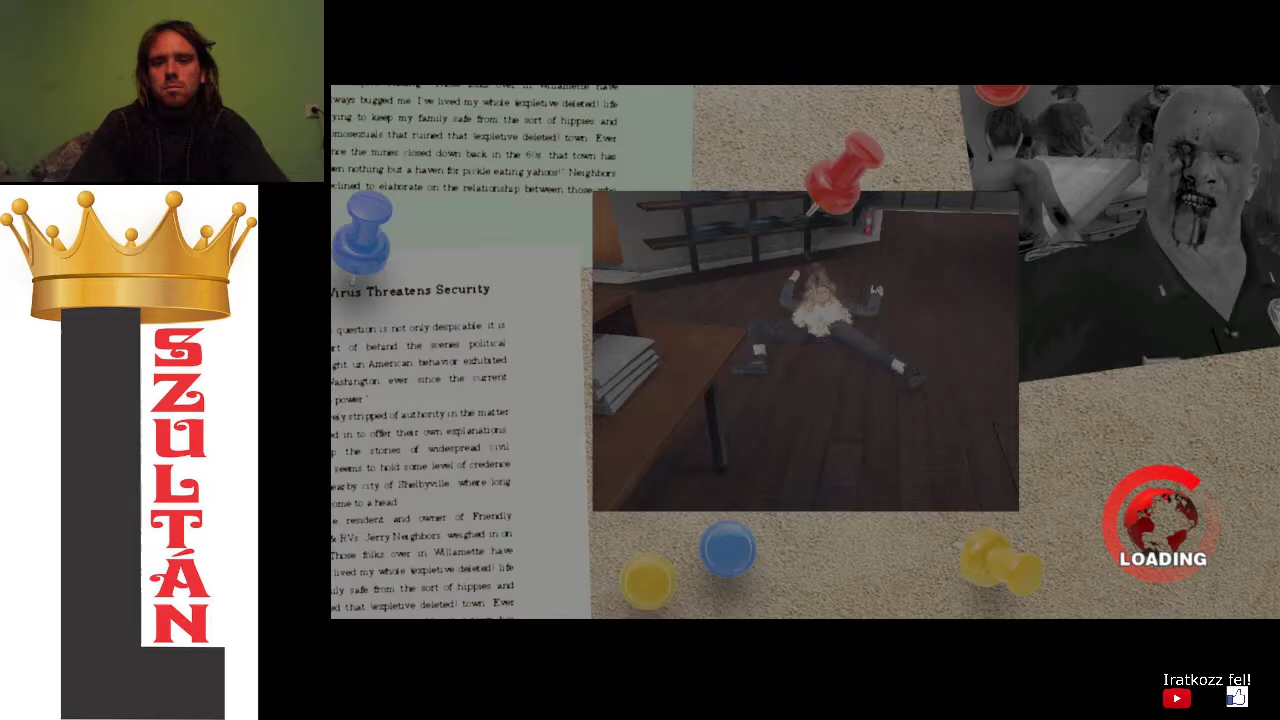 L
SZULTÁN
ways bugged me. I've lived my whole (expletive deleted) life
ying to keep my family safe from the sort of hippies and
mosexuals that ruined that (expletive deleted) town. Ever
nce the mines closed down back in the 60s, that town has
en nothing but a haven for pickle eating yahoos!" Neighbors
clined to elaborate on the relationship between those who
Virus Threatens Security
question is not only despicable, it is
rt of behind the scenes political
ght un-American behavior exhibited
Washington ever since the current
power."
ely stripped of authority in the matter
d in to offer their own explanations.
the stories of widespread civil
seems to hold some level of credence
earby city of Shelbyville, where long
ome to a head.
e resident and owner of Friendly
& RVs, Jerry Neighbors, weighed in on
Those folks over in Willamette have
lived my whole (expletive deleted) life
ily safe from the sort of hippies and
ed that (expletive deleted) town. Ever
LOADING
Iratkozz fel!